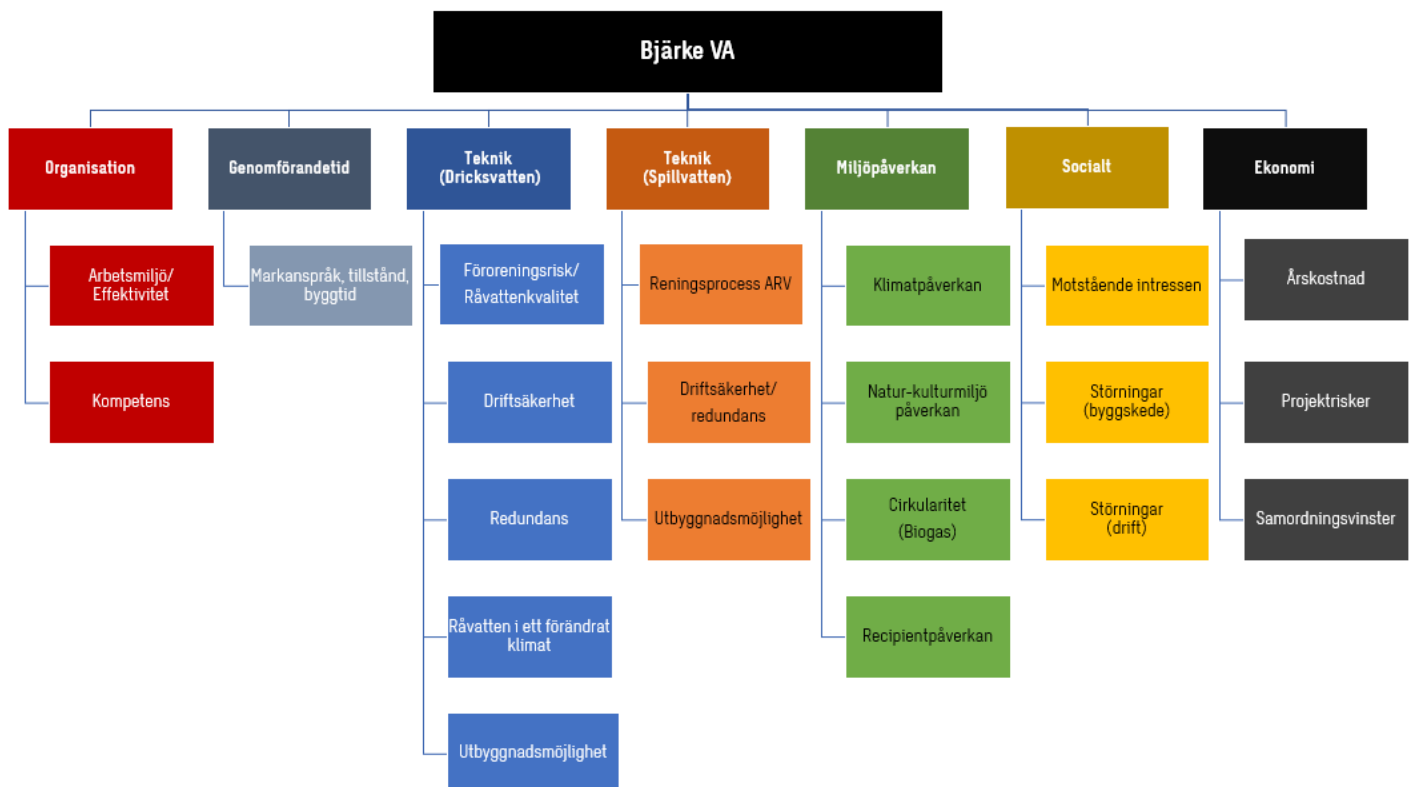 Bjärke VA
Organisation
Genomförandetid
Teknik
(Dricksvatten)
Teknik
(Spillvatten)
Miljöpåverkan
Socialt
Ekonomi
Arbetsmiljö/
Effektivitet
Kompetens
Markanspråk, tillstånd,
byggtid
Föroreningsrisk/
Råvattenkvalitet
Driftsäkerhet
Redundans
Råvatten i ett förändrat
klimat
Utbyggnadsmöjlighet
Reningsprocess ARV
Driftsäkerhet/
redundans
Utbyggnadsmöjlighet
Klimatpåverkan
Natur-kulturmiljö
påverkan
Cirkularitet
(Biogas)
Recipientpåverkan
Motstående intressen
Störningar
(byggskede)
Störningar
(drift)
Årskostnad
Projektrisker
Samordningsvinster